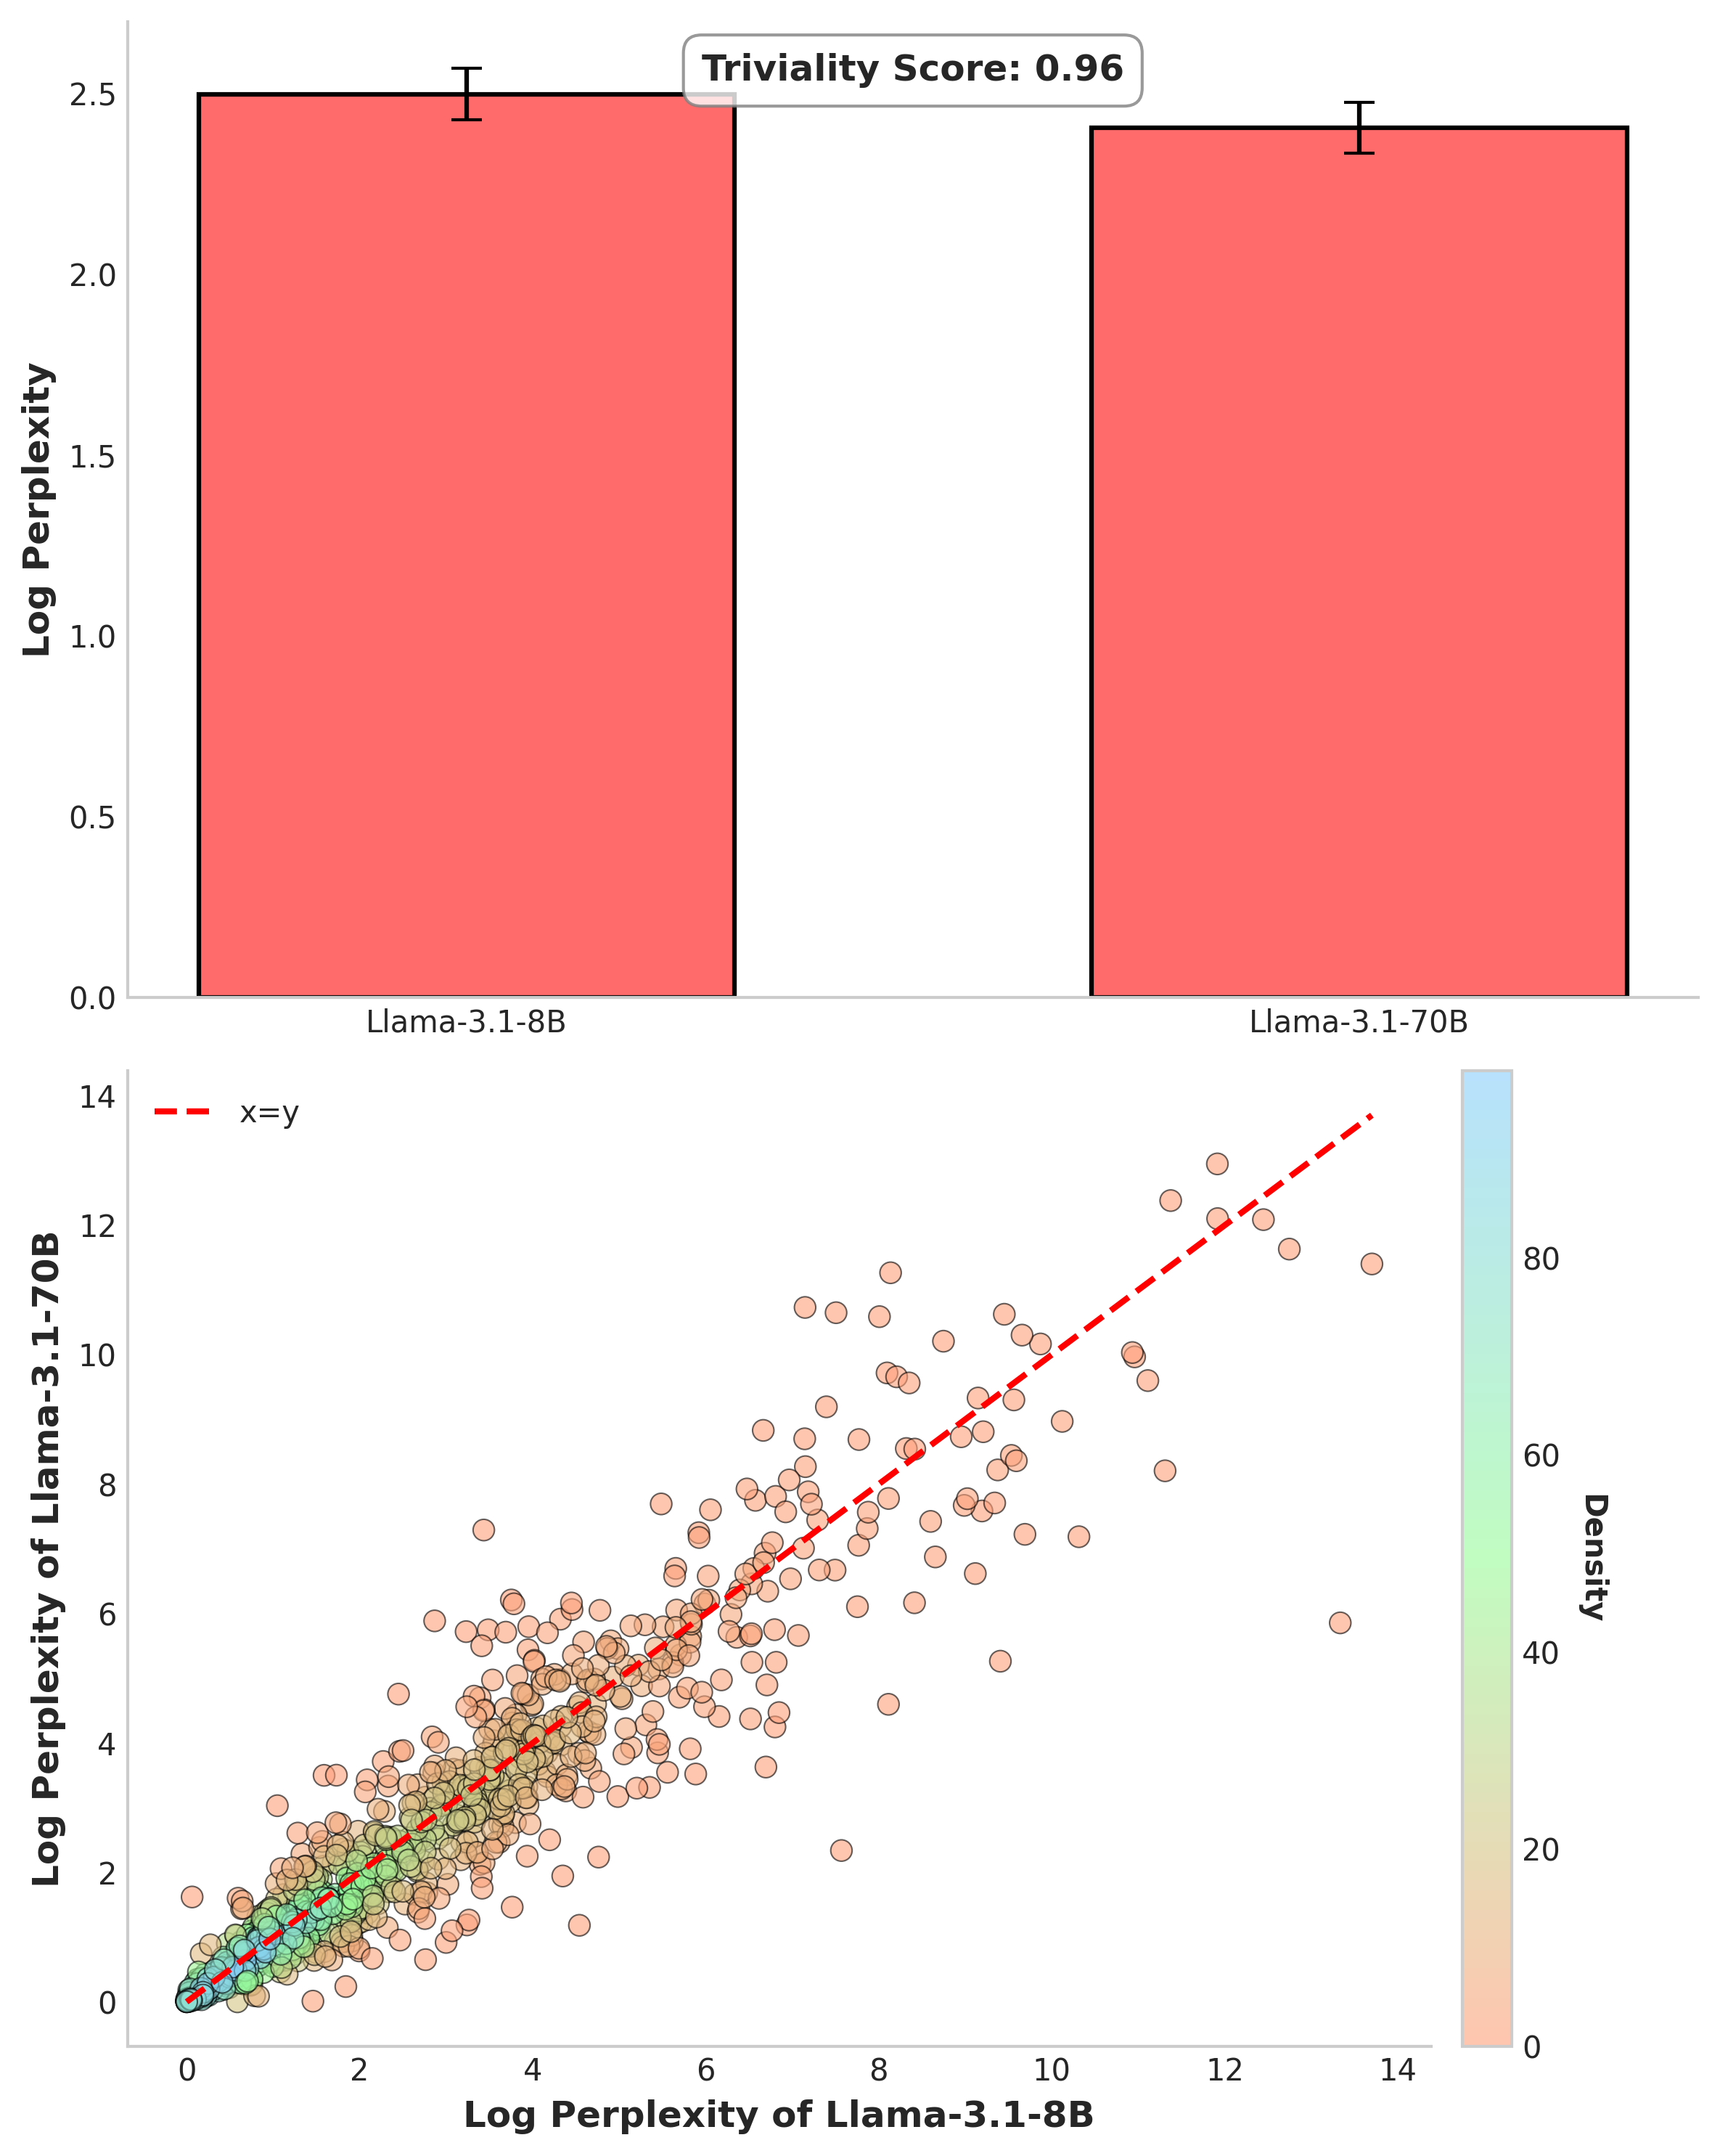 Triviality Score: 0.96
Log Perplexity
2.5
2.0
1.5
1.0
0.5
0.0
Llama-3.1-8B
Llama-3.1-70B
x=y
Log Perplexity of Llama-3.1-70B
14
12
10
8
6
4
2
0
0 2 4 6 8 10 12 14
Log Perplexity of Llama-3.1-8B
80
60
40
20
0
Density